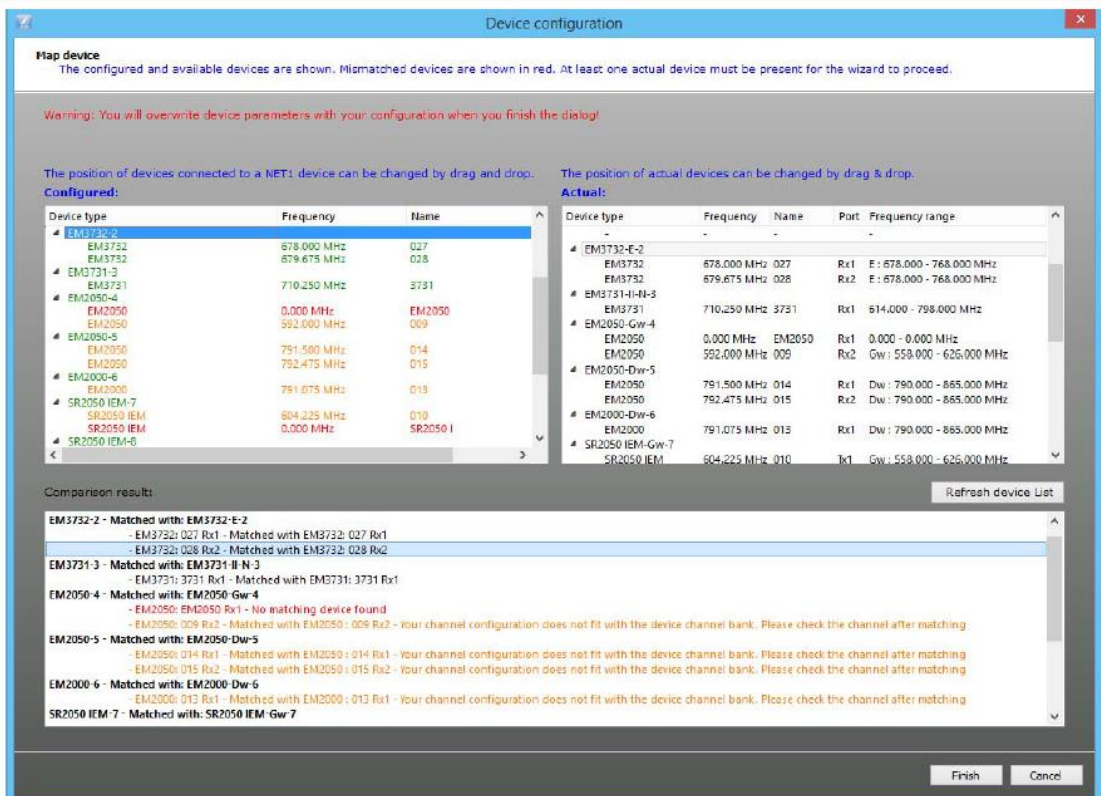 Device configuration
Map device
The configured and available devices are shown. Mismatched devices are shown in red. At least one actual device must be present for the wizard to proceed.
Warning: You will overwrite device parameters with your configuration when you finish the dialog!
The position of devices connected to a NET1 device can be changed by drag and drop.
Configured:
Device type Frequency Name
EM3732-2
EM3732 678.000 MHz 027
EM3732 679.675 MHz 028
EM3731-3
EM3731 710.250 MHz 3731
EM2050-4
EM2050 0.000 MHz EM2050
EM2050 592.000 MHz 009
EM2050-5
EM2050 791.500 MHz 014
EM2050 792.475 MHz 015
EM2000-6
EM2000 791.075 MHz 013
SR2050 IEM-7
SR2050 IEM 604.225 MHz 010
SR2050 IEM 0.000 MHz SR2050 I
SR2050 IEM-8
The position of actual devices can be changed by drag & drop.
Actual:
Device type Frequency Name Port Frequency range
- - - -
EM3732-E-2
EM3732 678.000 MHz 027 Rx1 E : 678.000 - 768.000 MHz
EM3732 679.675 MHz 028 Rx2 E : 678.000 - 768.000 MHz
EM3731-II-N-3
EM3731 710.250 MHz 3731 Rx1 614.000 - 798.000 MHz
EM2050-Gw-4
EM2050 0.000 MHz EM2050 Rx1 0.000 - 0.000 MHz
EM2050 592.000 MHz 009 Rx2 Gw : 558.000 - 626.000 MHz
EM2050-Dw-5
EM2050 791.500 MHz 014 Rx1 Dw : 790.000 - 865.000 MHz
EM2050 792.475 MHz 015 Rx2 Dw : 790.000 - 865.000 MHz
EM2000-Dw-6
EM2000 791.075 MHz 013 Rx1 Dw : 790.000 - 865.000 MHz
SR2050 IEM-Gw-7
SR2050 IEM 604.225 MHz 010 Tx1 Gw : 558.000 - 626.000 MHz
Comparison result:
Refresh device List
EM3732-2 - Matched with: EM3732-E-2
- EM3732: 027 Rx1 - Matched with EM3732: 027 Rx1
- EM3732: 028 Rx2 - Matched with EM3732: 028 Rx2
EM3731-3 - Matched with: EM3731-II-N-3
- EM3731: 3731 Rx1 - Matched with EM3731: 3731 Rx1
EM2050-4 - Matched with: EM2050-Gw-4
- EM2050: EM2050 Rx1 - No matching device found
- EM2050: 009 Rx2 - Matched with EM2050 : 009 Rx2 - Your channel configuration does not fit with the device channel bank. Please check the channel after matching
EM2050-5 - Matched with: EM2050-Dw-5
- EM2050: 014 Rx1 - Matched with EM2050 : 014 Rx1 - Your channel configuration does not fit with the device channel bank. Please check the channel after matching
- EM2050: 015 Rx2 - Matched with EM2050 : 015 Rx2 - Your channel configuration does not fit with the device channel bank. Please check the channel after matching
EM2000-6 - Matched with: EM2000-Dw-6
- EM2000: 013 Rx1 - Matched with EM2000 : 013 Rx1 - Your channel configuration does not fit with the device channel bank. Please check the channel after matching
SR2050 IEM-7 - Matched with: SR2050 IEM-Gw-7
Finish Cancel